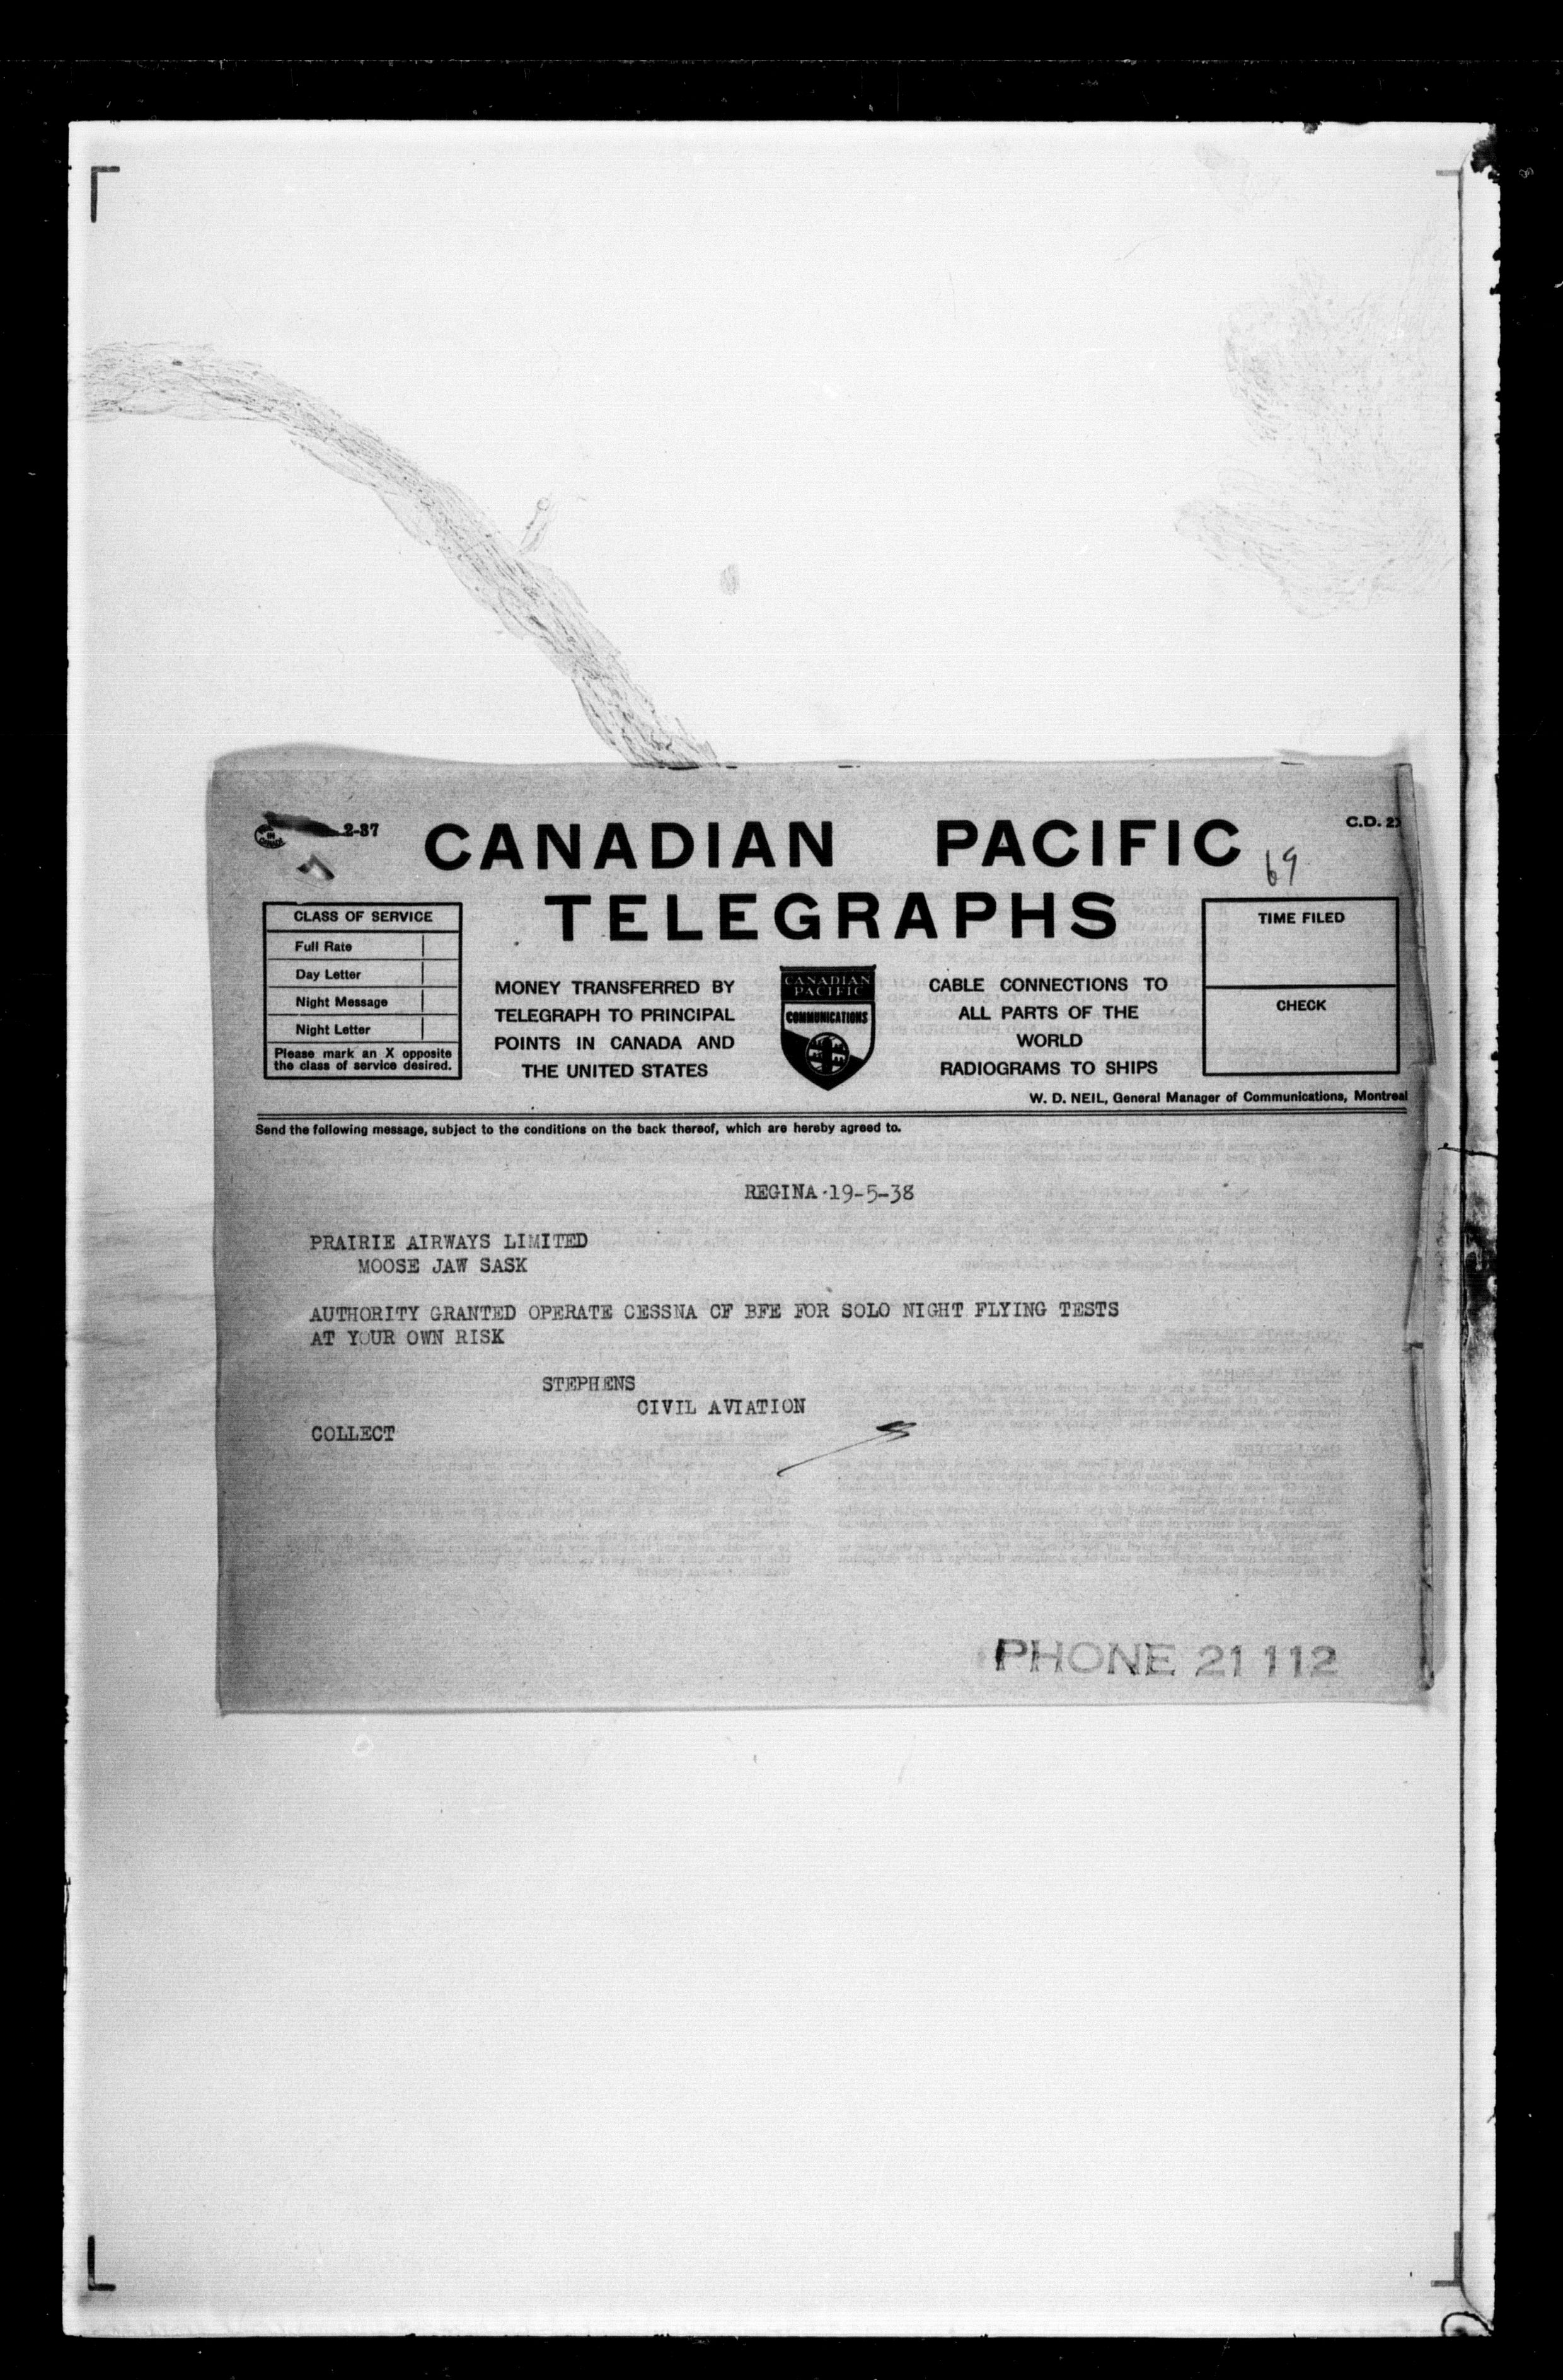 2-37
C.D. 2X
CANADIAN PACIFIC
69
TELEGRAPHS
CLASS OF SERVICE
Full Rate
Day Letter
Night Message
Night Letter
Please mark an X opposite
the class of service desired.
MONEY TRANSFERRED BY
TELEGRAPH TO PRINCIPAL
POINTS IN CANADA AND
THE UNITED STATES
CANADIAN
PACIFIC
COMMUNICATIONS
CABLE CONNECTIONS TO
ALL PARTS OF THE
WORLD
RADIOGRAMS TO SHIPS
TIME FILED
CHECK
W. D. NEIL, General Manager of Communications, Montreal
Send the following message, subject to the conditions on the back thereof, which are hereby agreed to.
REGINA 19-5-38
PRAIRIE AIRWAYS LIMITED
MOOSE JAW SASK
AUTHORITY GRANTED OPERATE CESSNA CF BFE FOR SOLO NIGHT FLYING TESTS
AT YOUR OWN RISK
STEPHENS
CIVIL AVIATION
COLLECT
PHONE 21 112